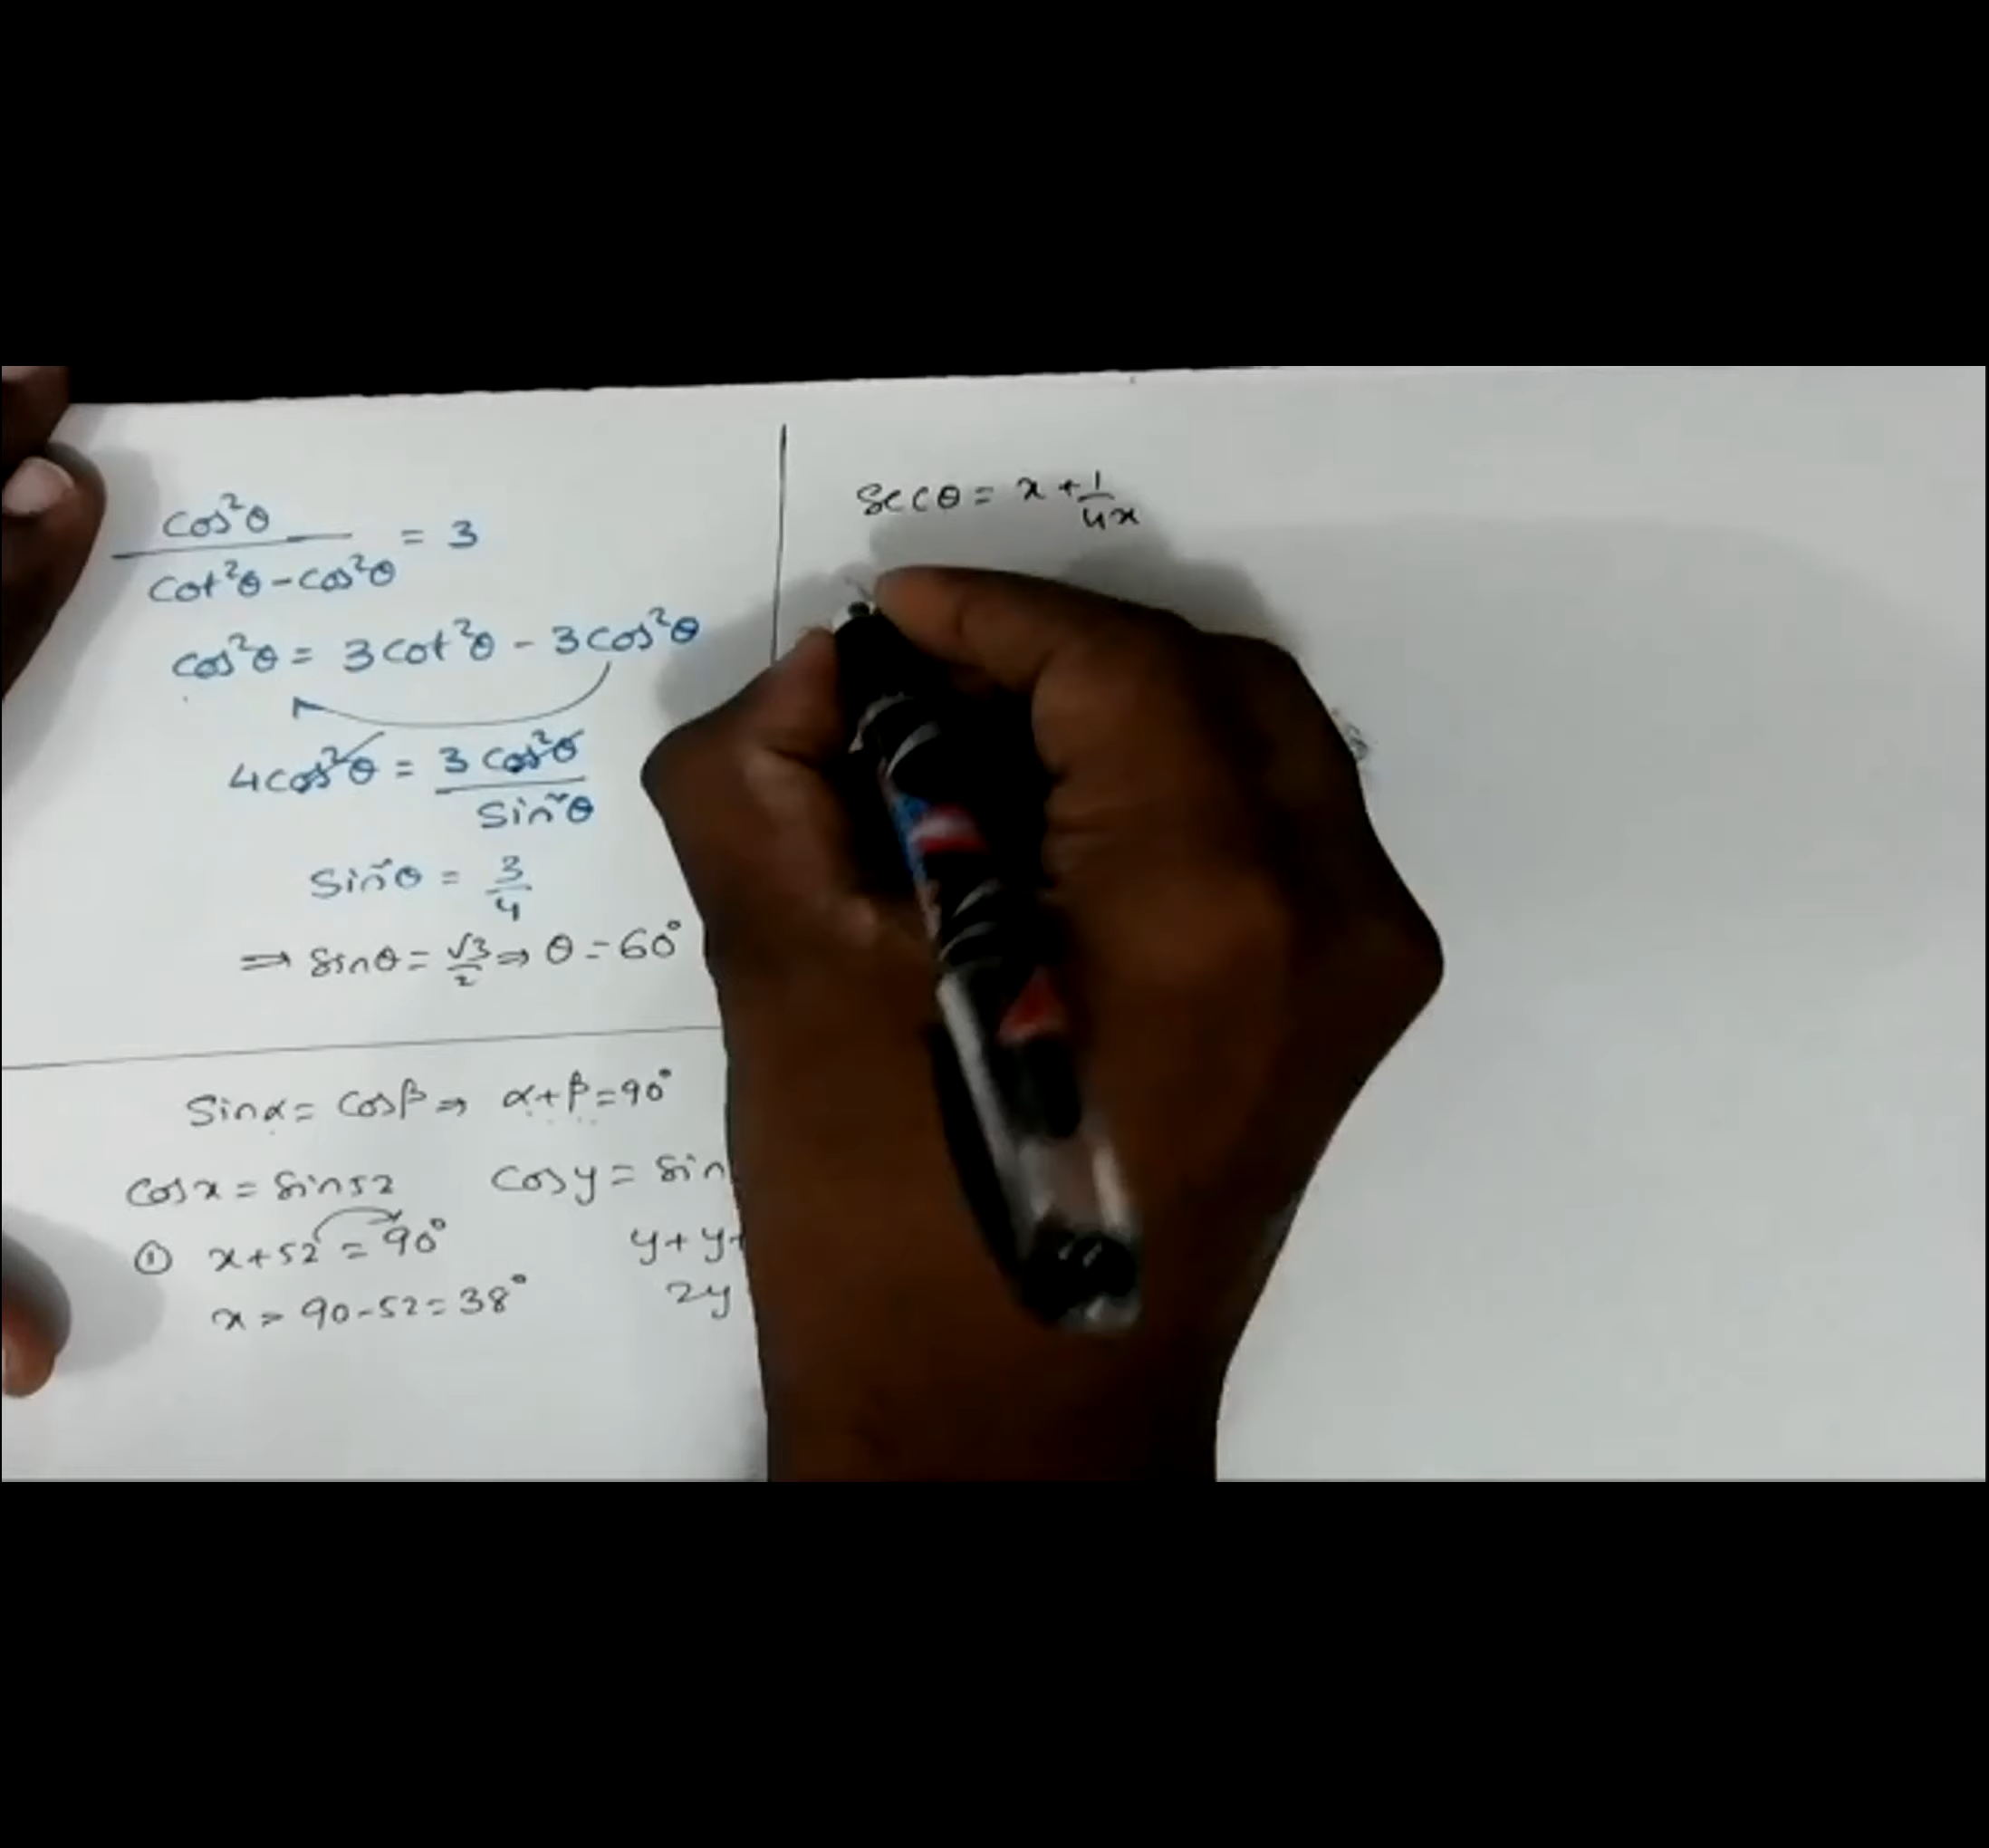 cos²θ / cot²θ - cos²θ = 3
cos²θ = 3cot²θ - 3cos²θ
4cos²θ = 3cos²θ / sin²θ
sin²θ = 3/4
⇒ sinθ = √3/2 ⇒ θ = 60°
sinα = cosβ ⇒ α+β = 90°
cosx = sin52
① x+52 = 90°
x = 90-52 = 38°
cosy = sin
y+y+
2y
secθ = x + 1/4x